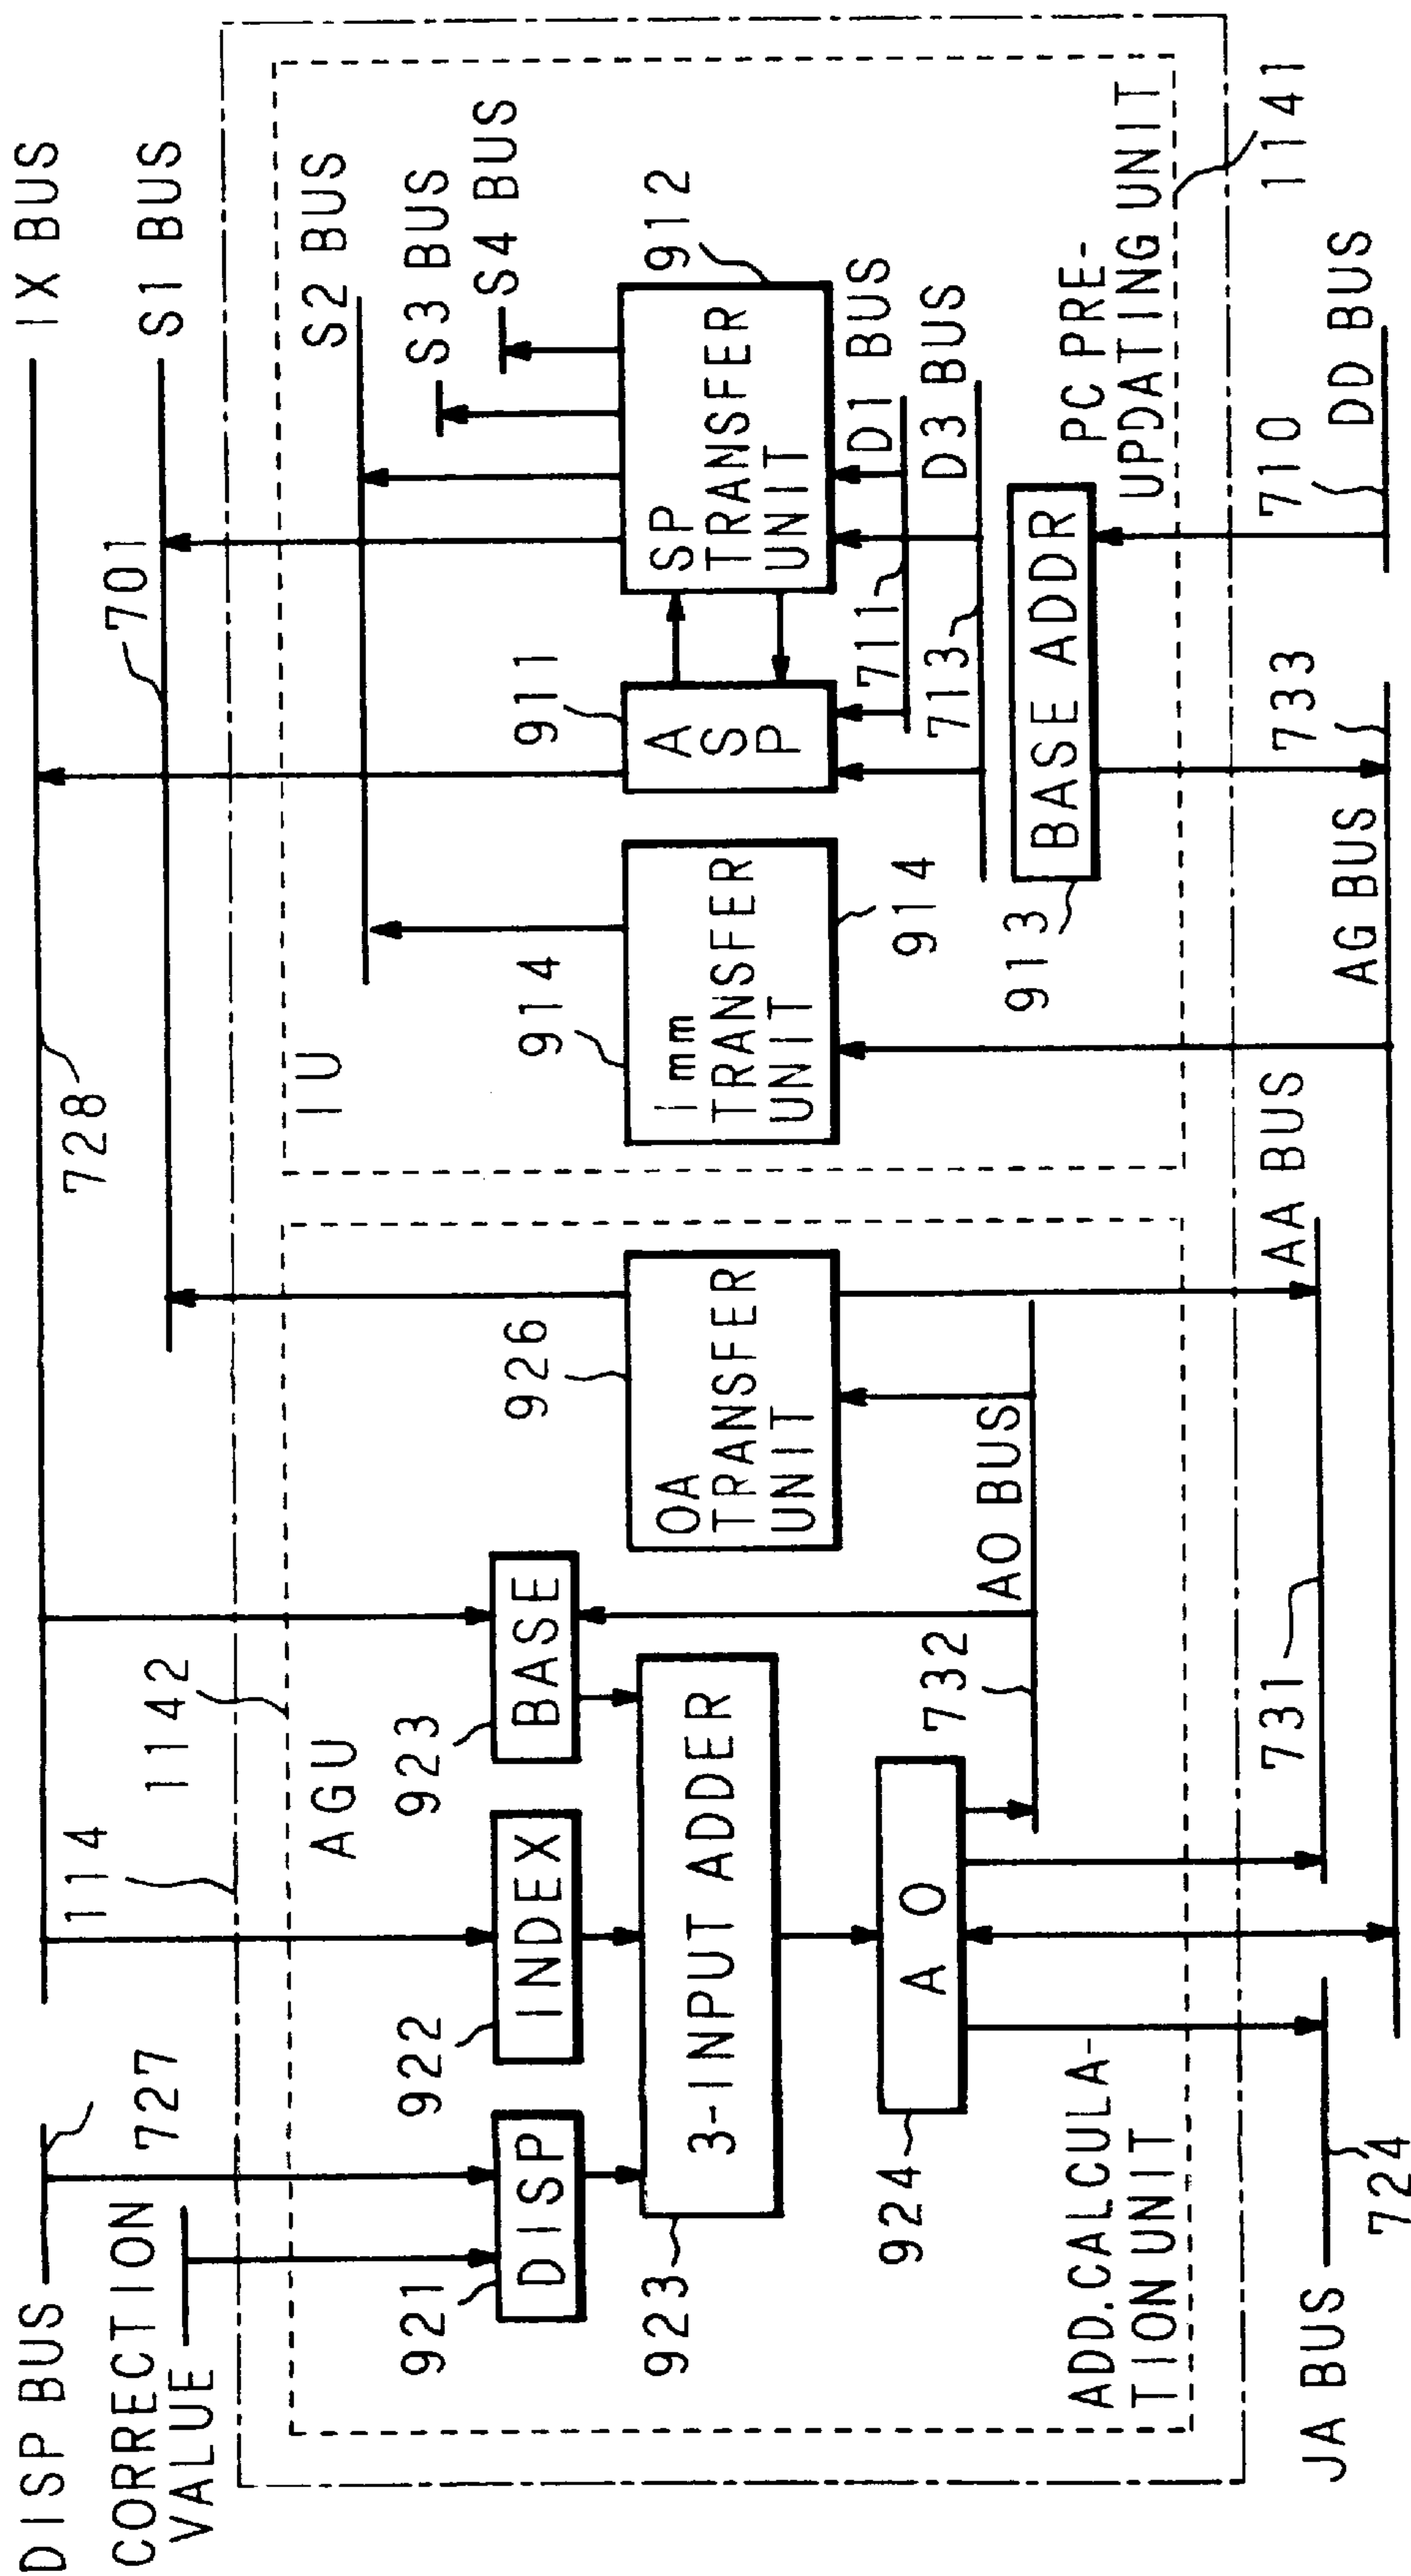 DISP BUS
727
CORRECTION
VALUE
IX BUS
728
S1 BUS
701
114
1142
AGU
921
DISP
922
INDEX
923
BASE
923
3-INPUT ADDER
924
AO
926
OA
TRANSFER
UNIT
AO BUS
732
ADD.CALCULA-
TION UNIT
IU
S2 BUS
S3 BUS
S4 BUS
914
Imm
TRANSFER
UNIT
914
911
ASP
912
SP
TRANSFER
UNIT
D1 BUS
711
D3 BUS
713
913
BASE ADDR
PC PRE-
UPDATING UNIT
1141
JA BUS
724
AA BUS
731
AG BUS
733
DD BUS
710